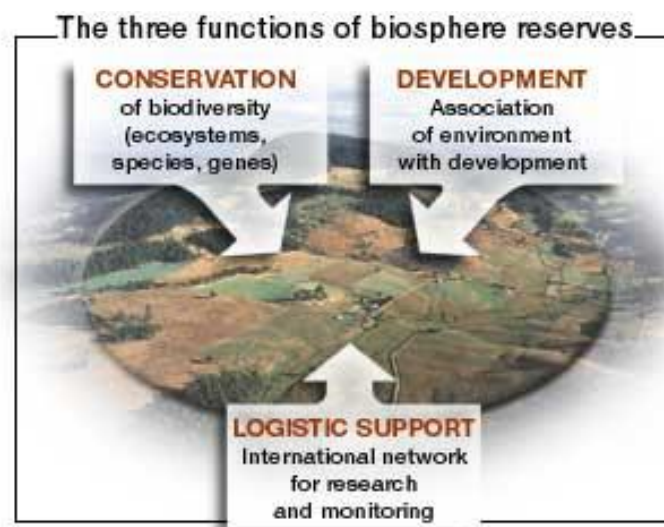 The three functions of biosphere reserves
CONSERVATION
of biodiversity
(ecosystems,
species, genes)
DEVELOPMENT
Association
of environment
with development
LOGISTIC SUPPORT
International network
for research
and monitoring